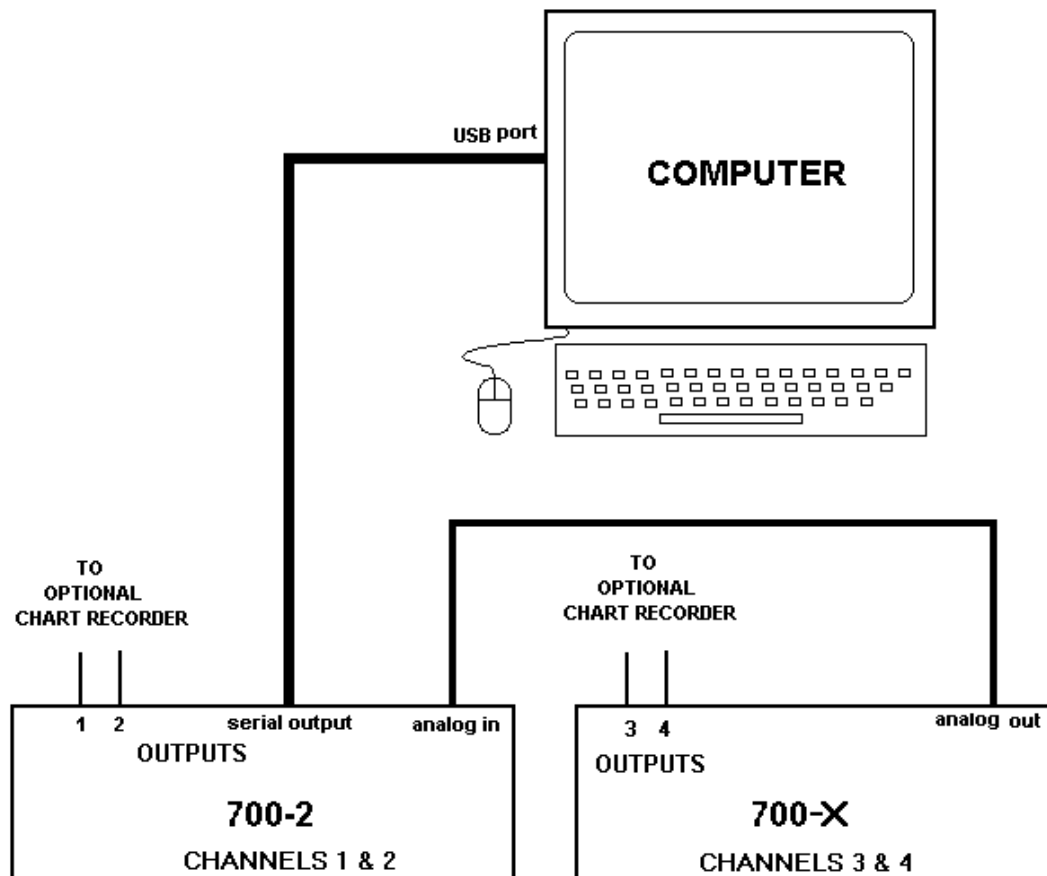 USB port
COMPUTER
TO
OPTIONAL
CHART RECORDER
TO
OPTIONAL
CHART RECORDER
1 2 serial output analog in
OUTPUTS
700-2
CHANNELS 1 & 2
3 4 analog out
OUTPUTS
700-X
CHANNELS 3 & 4